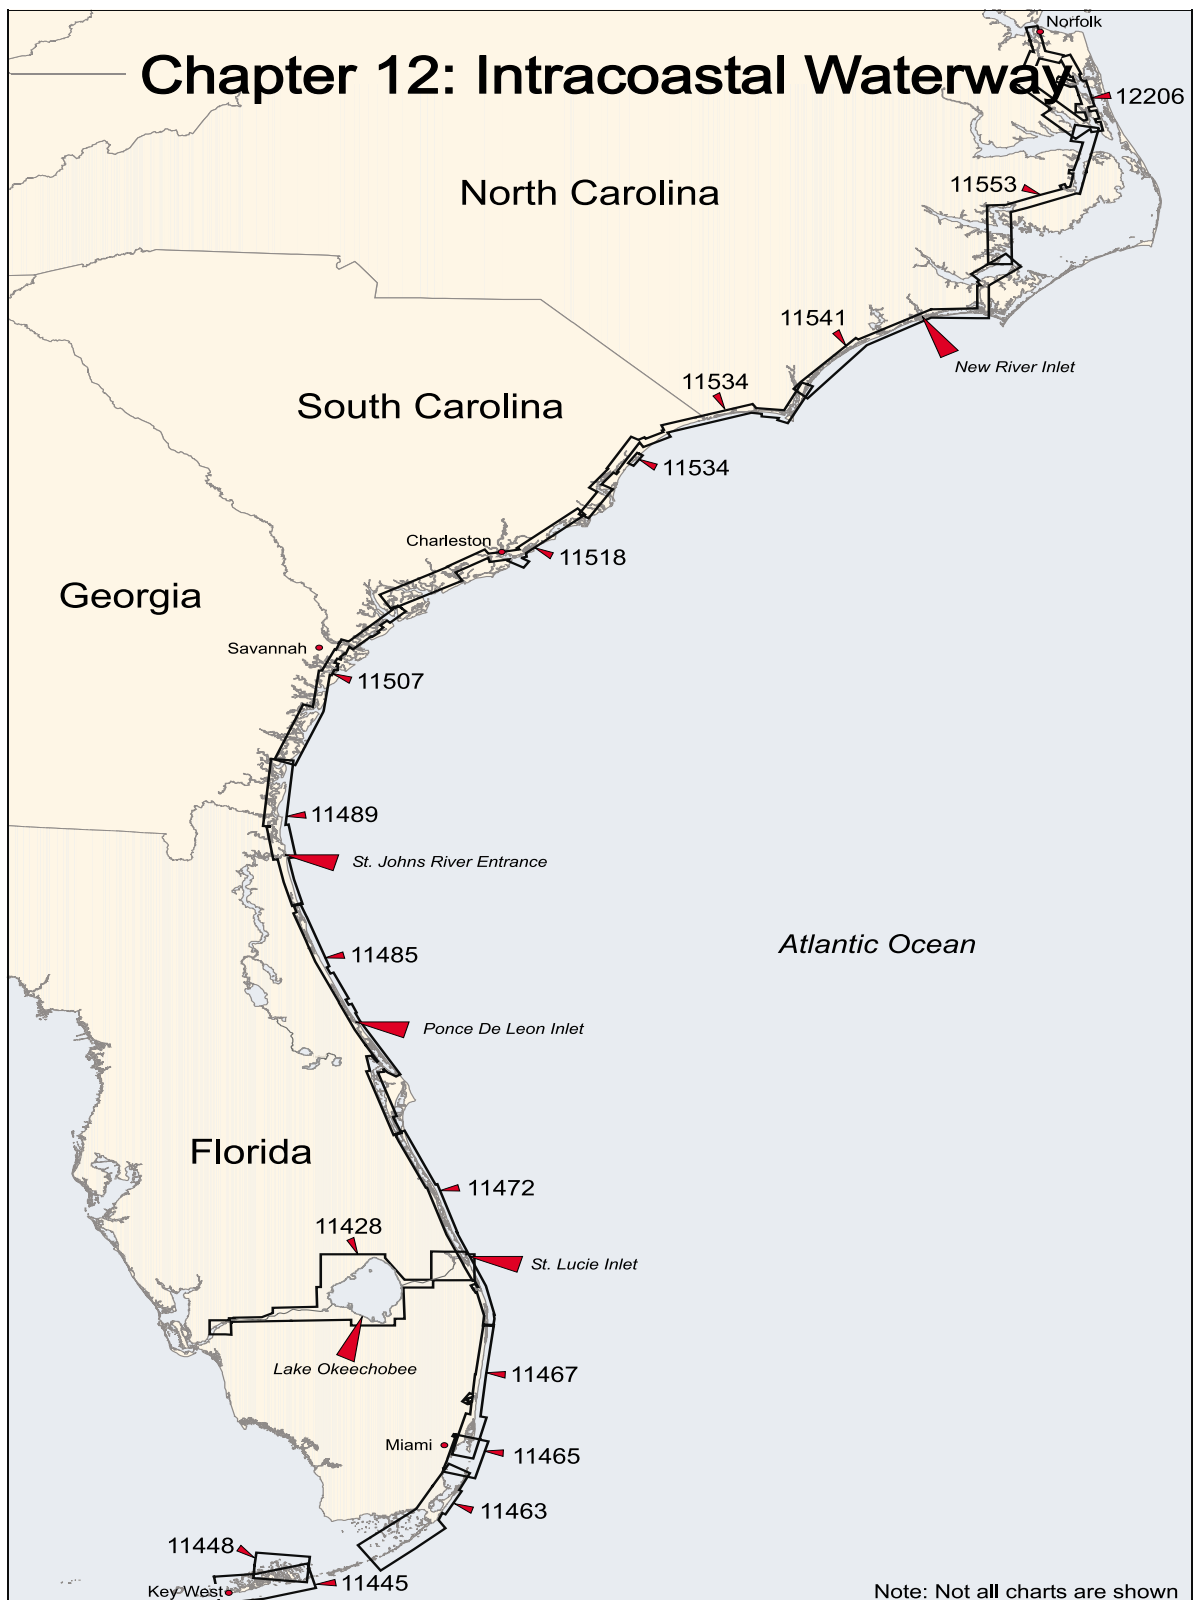 Norfolk
Chapter 12: Intracoastal Waterway
12206
11553
North Carolina
11541
New River Inlet
11534
South Carolina
11534
Charleston
11518
Georgia
Savannah
11507
11489
St. Johns River Entrance
Atlantic Ocean
11485
Ponce De Leon Inlet
Florida
11472
11428
St. Lucie Inlet
Lake Okeechobee
11467
Miami
11465
11463
11448
11445
Key West
Note: Not all charts are shown